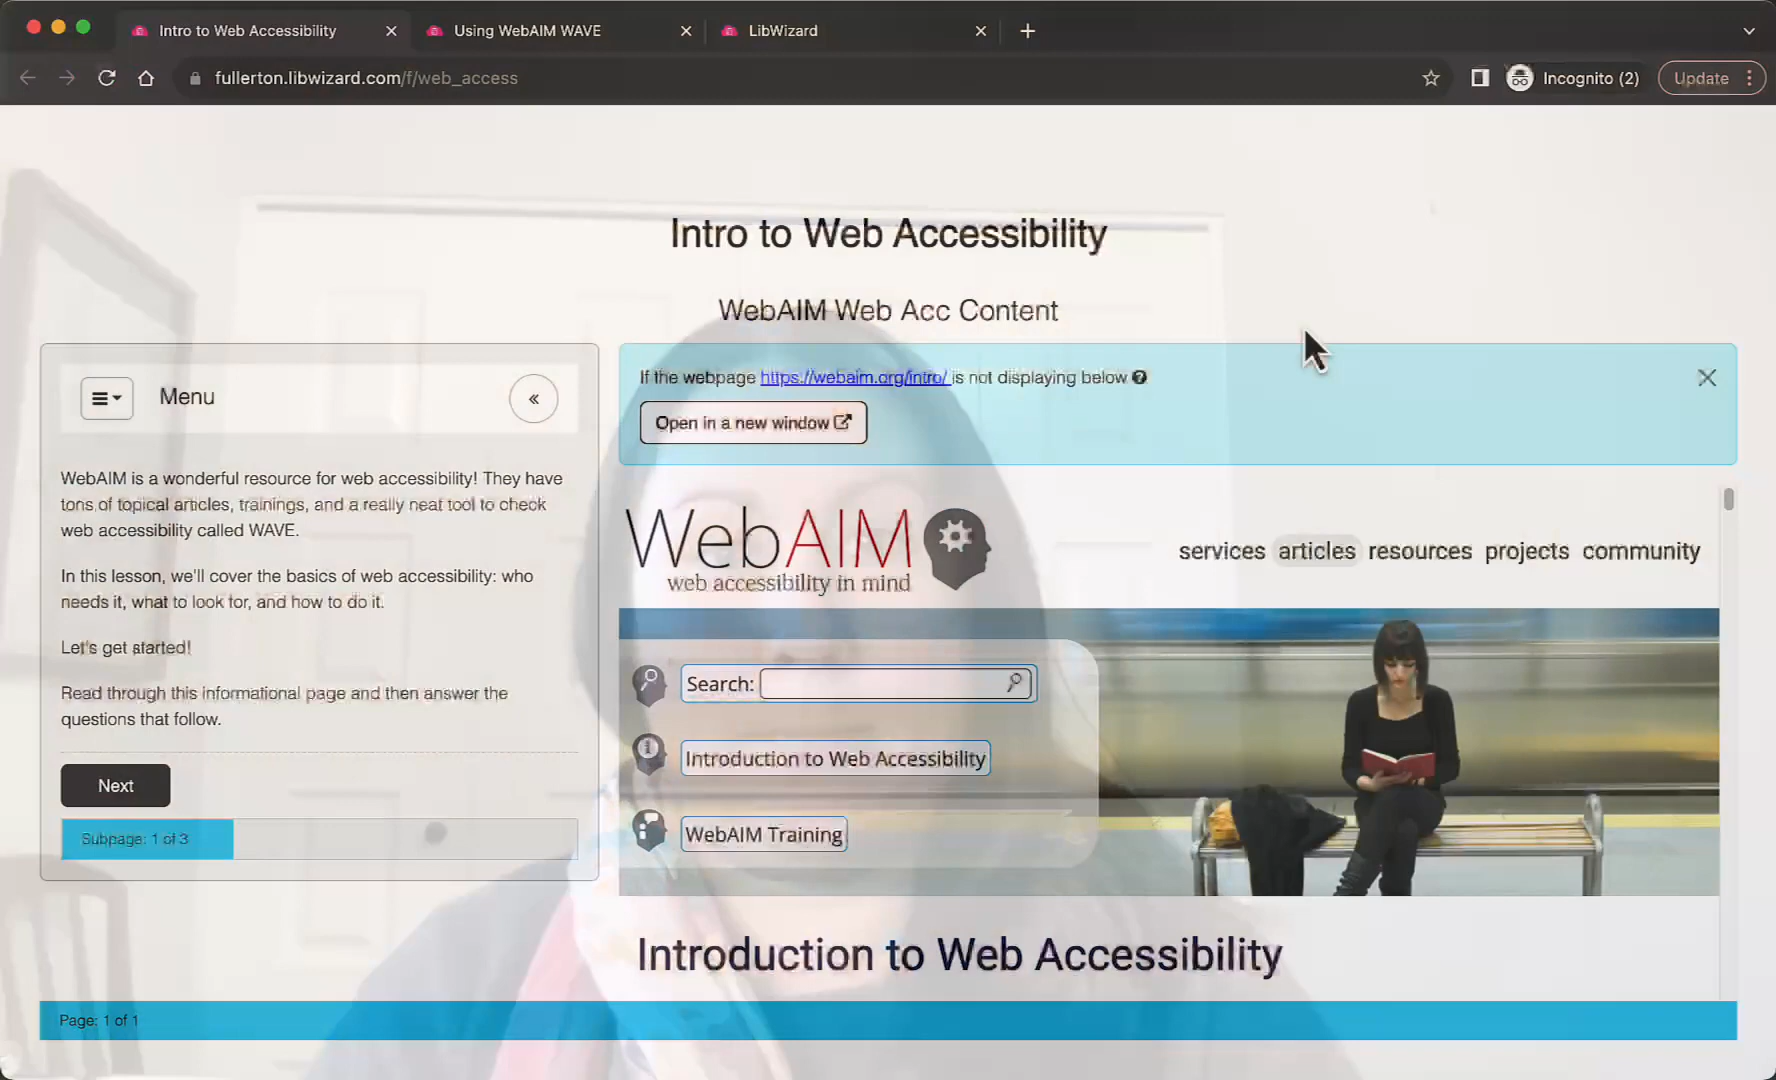 Intro to Web Accessibility
Using WebAIM WAVE
LibWizard
fullerton.libwizard.com/f/web_access
Incognito (2)
Update
Intro to Web Accessibility
WebAIM Web Acc Content
Menu
WebAIM is a wonderful resource for web accessibility! They have
tons of topical articles, trainings, and a really neat tool to check
web accessibility called WAVE.
In this lesson, we'll cover the basics of web accessibility: who
needs it, what to look for, and how to do it.
Let's get started!
Read through this informational page and then answer the
questions that follow.
Next
Subpage: 1 of 3
If the webpage https://webaim.org/intro/ is not displaying below
Open in a new window
WebAIM
web accessibility in mind
services articles resources projects community
Search:
Introduction to Web Accessibility
WebAIM Training
Introduction to Web Accessibility
Page: 1 of 1